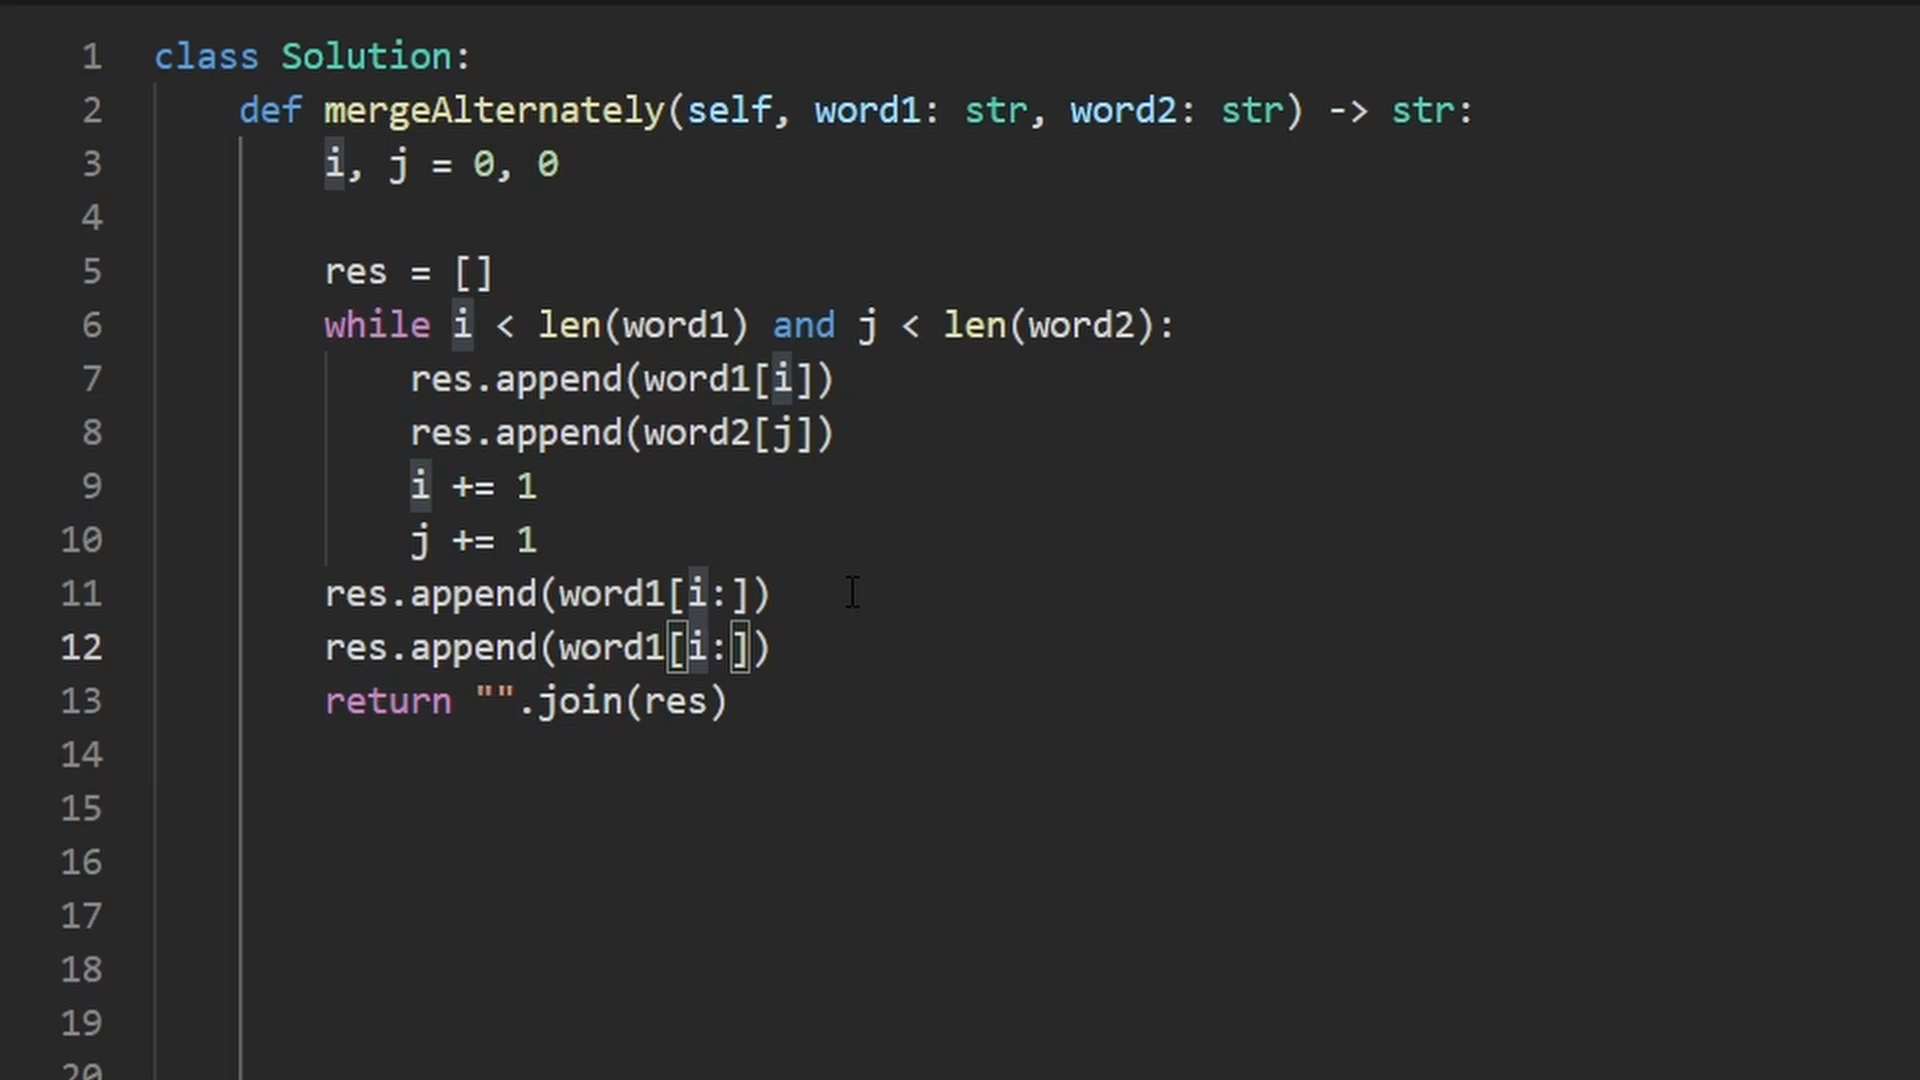 1 class Solution:
2 def mergeAlternately(self, word1: str, word2: str) -> str:
3 i, j = 0, 0
4
5 res = []
6 while i < len(word1) and j < len(word2):
7 res.append(word1[i])
8 res.append(word2[j])
9 i += 1
10 j += 1
11 res.append(word1[i:])
12 res.append(word1[i:])
13 return "".join(res)
14
15
16
17
18
19
20